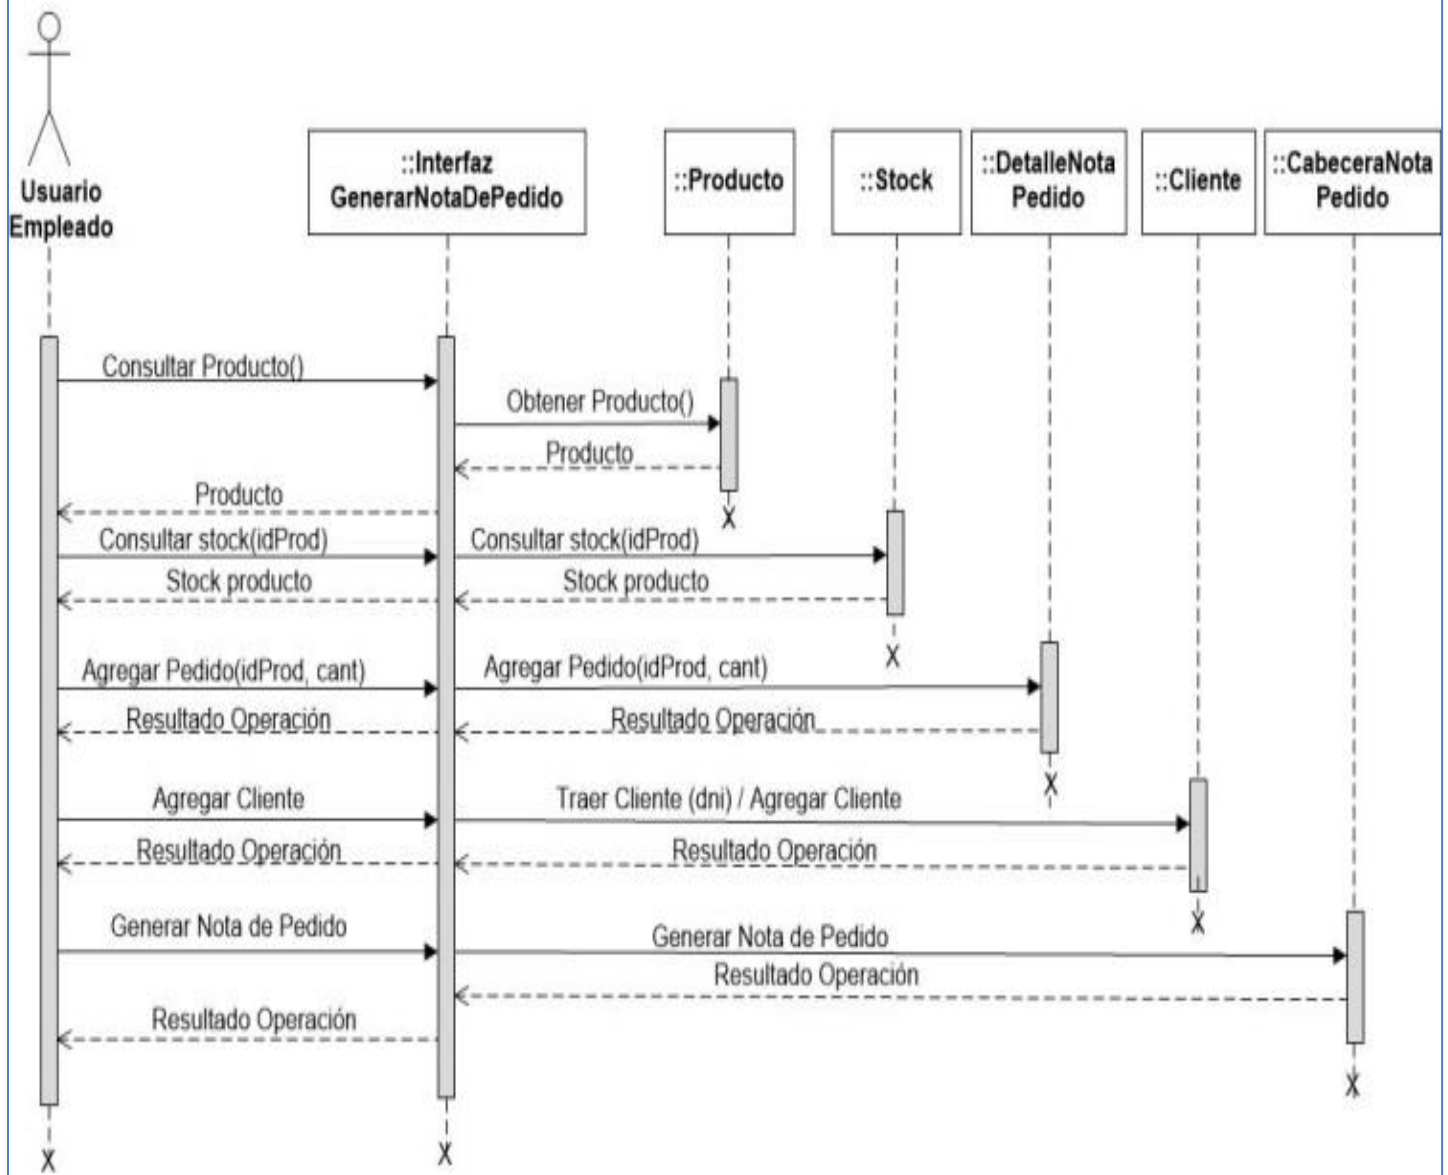 Usuario
Empleado
::Interfaz
GenerarNotaDePedido
::Producto
::Stock
::DetalleNota
Pedido
::Cliente
::CabeceraNota
Pedido
Consultar Producto()
Obtener Producto()
Producto
Producto
Consultar stock(idProd)
Consultar stock(idProd)
Stock producto
Stock producto
Agregar Pedido(idProd, cant)
Agregar Pedido(idProd, cant)
Resultado Operación
Resultado Operación
Agregar Cliente
Traer Cliente (dni) / Agregar Cliente
Resultado Operación
Resultado Operación
Generar Nota de Pedido
Generar Nota de Pedido
Resultado Operación
Resultado Operación